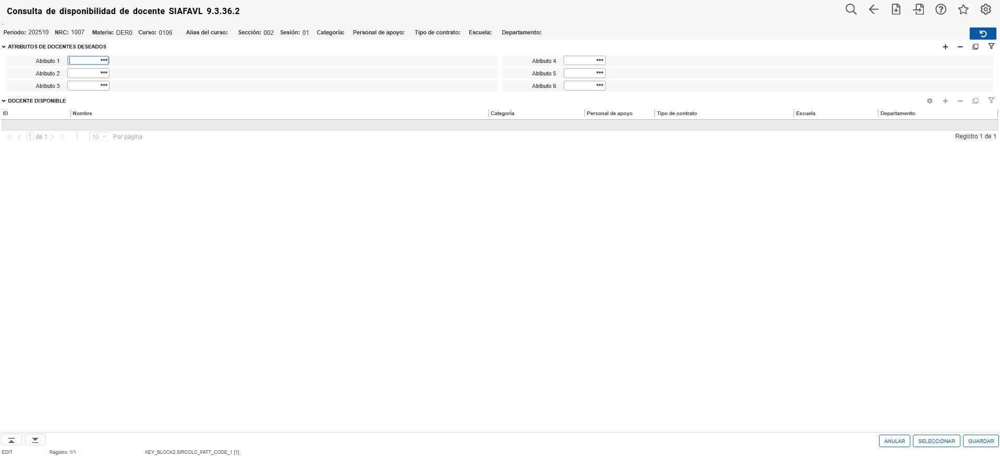 Consulta de disponibilidad de docente SIAFAVL 9.3.36.2
Periodo: 202510 NRC: 1007 Materia: DER0 Curso: 0106 Alias del curso: Sección: 002 Sesión: 01 Categoría: Personal de apoyo: Tipo de contrato: Escuela: Departamento:
ATRIBUTOS DE DOCENTES DESEADOS
Atributo 1 Atributo 4
Atributo 2 Atributo 5
Atributo 3 Atributo 6
DOCENTE DISPONIBLE
ID Nombre Categoría Personal de apoyo Tipo de contrato Escuela Departamento
1 de 1 10 Por página Registro 1 de 1
ANULAR SELECCIONAR GUARDAR
EDIT Registro: 1/1 KEY_BLOCK2.SIRCOLC_FATT_CODE_1 [1]